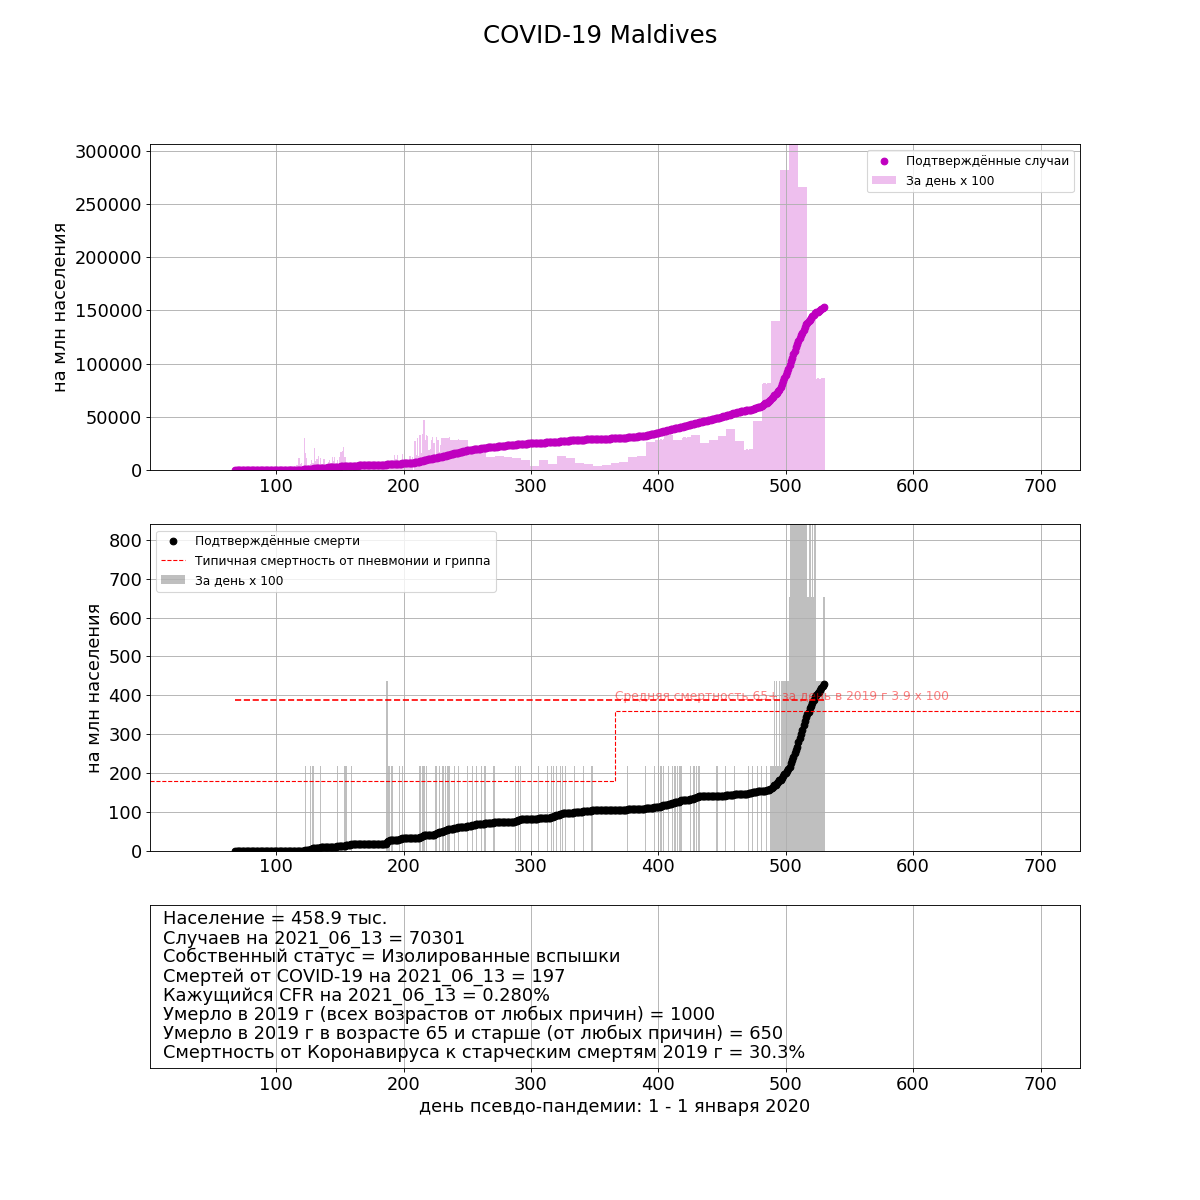 COVID-19 Maldives
300000
250000
200000
150000
100000
50000
0
на млн населения
Подтверждённые случаи
За день x 100
100 200 300 400 500 600 700
800
700
600
500
400
300
200
100
0
на млн населения
Подтверждённые смерти
Типичная смертность от пневмонии и гриппа
За день x 100
Средняя смертность 65+ за день в 2019 г 3.9 x 100
100 200 300 400 500 600 700
Население = 458.9 тыс.
Случаев на 2021_06_13 = 70301
Собственный статус = Изолированные вспышки
Смертей от COVID-19 на 2021_06_13 = 197
Кажущийся CFR на 2021_06_13 = 0.280%
Умерло в 2019 г (всех возрастов от любых причин) = 1000
Умерло в 2019 г в возрасте 65 и старше (от любых причин) = 650
Смертность от Коронавируса к старческим смертям 2019 г = 30.3%
100 200 300 400 500 600 700
день псевдо-пандемии: 1 - 1 января 2020